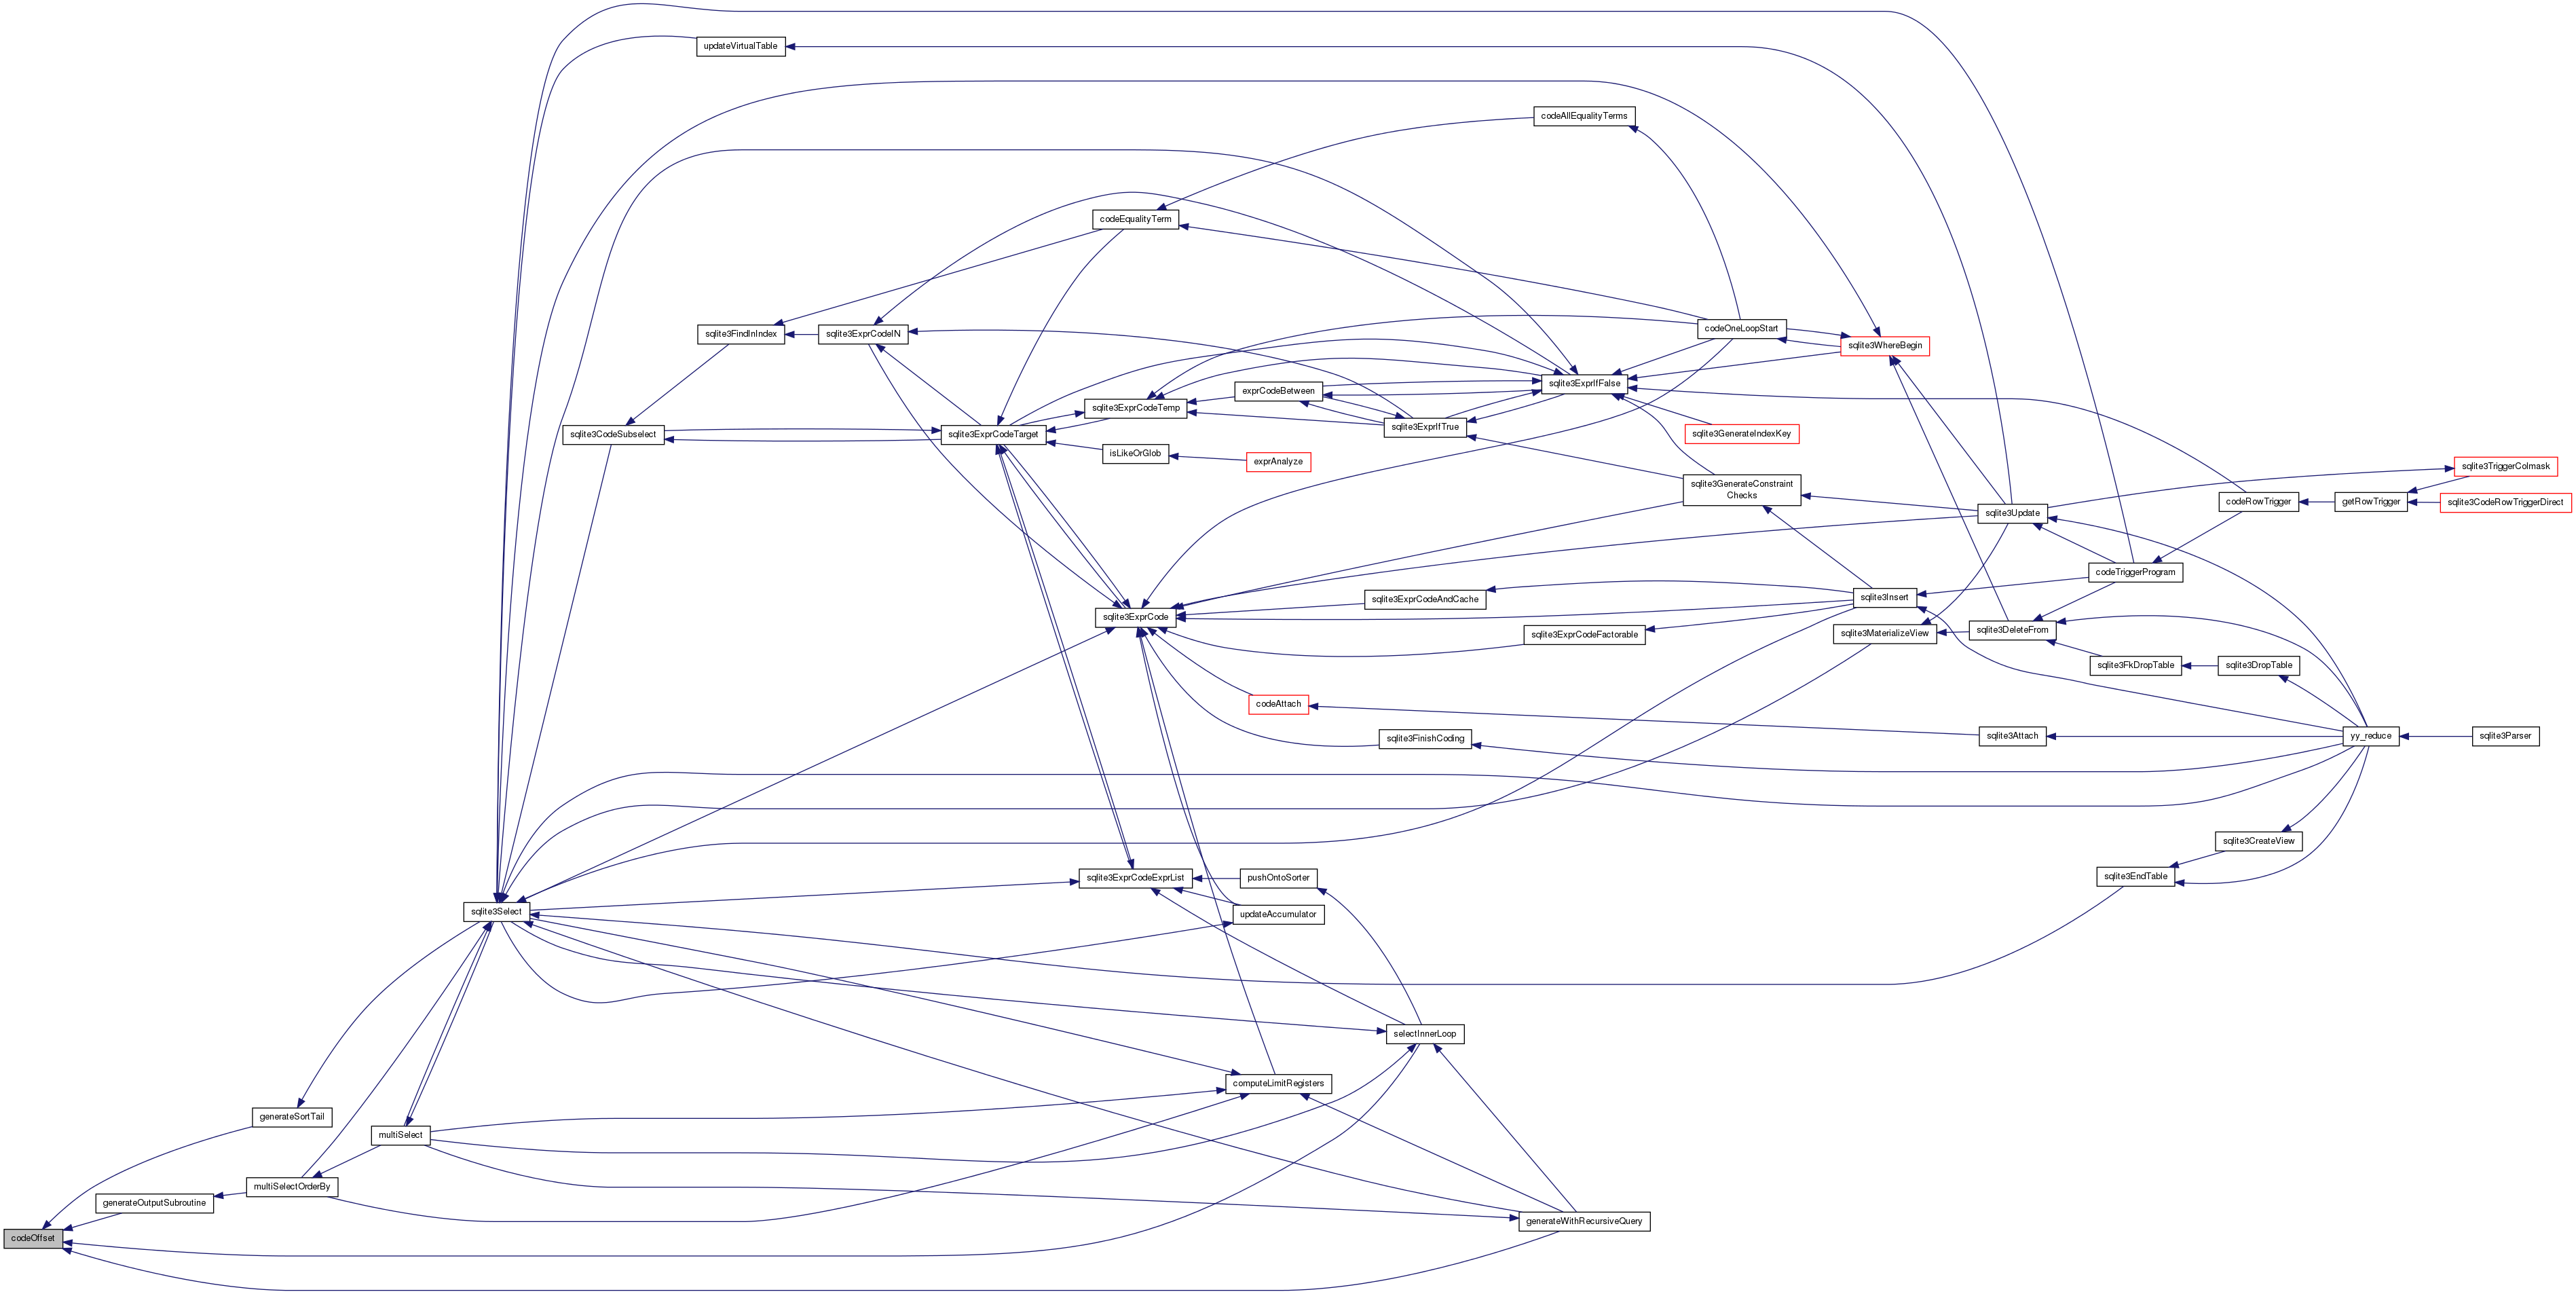 updateVirtualTable
codeAllEqualityTerms
codeEqualityTerm
sqlite3FindInIndex
sqlite3ExprCodeIN
codeOneLoopStart
sqlite3WhereBegin
sqlite3ExprIfFalse
exprCodeBetween
sqlite3ExprCodeTemp
sqlite3ExprIfTrue
sqlite3CodeSubselect
sqlite3ExprCodeTarget
sqlite3GenerateIndexKey
isLikeOrGlob
exprAnalyze
sqlite3TriggerColmask
sqlite3GenerateConstraint
Checks
codeRowTrigger
getRowTrigger
sqlite3CodeRowTriggerDirect
sqlite3Update
codeTriggerProgram
sqlite3ExprCodeAndCache
sqlite3Insert
sqlite3ExprCode
sqlite3ExprCodeFactorable
sqlite3MaterializeView
sqlite3DeleteFrom
sqlite3FkDropTable
sqlite3DropTable
codeAttach
sqlite3FinishCoding
sqlite3Attach
yy_reduce
sqlite3Parser
sqlite3CreateView
sqlite3EndTable
sqlite3ExprCodeExprList
pushOntoSorter
sqlite3Select
updateAccumulator
selectInnerLoop
computeLimitRegisters
generateSortTail
multiSelect
multiSelectOrderBy
generateOutputSubroutine
generateWithRecursiveQuery
codeOffset